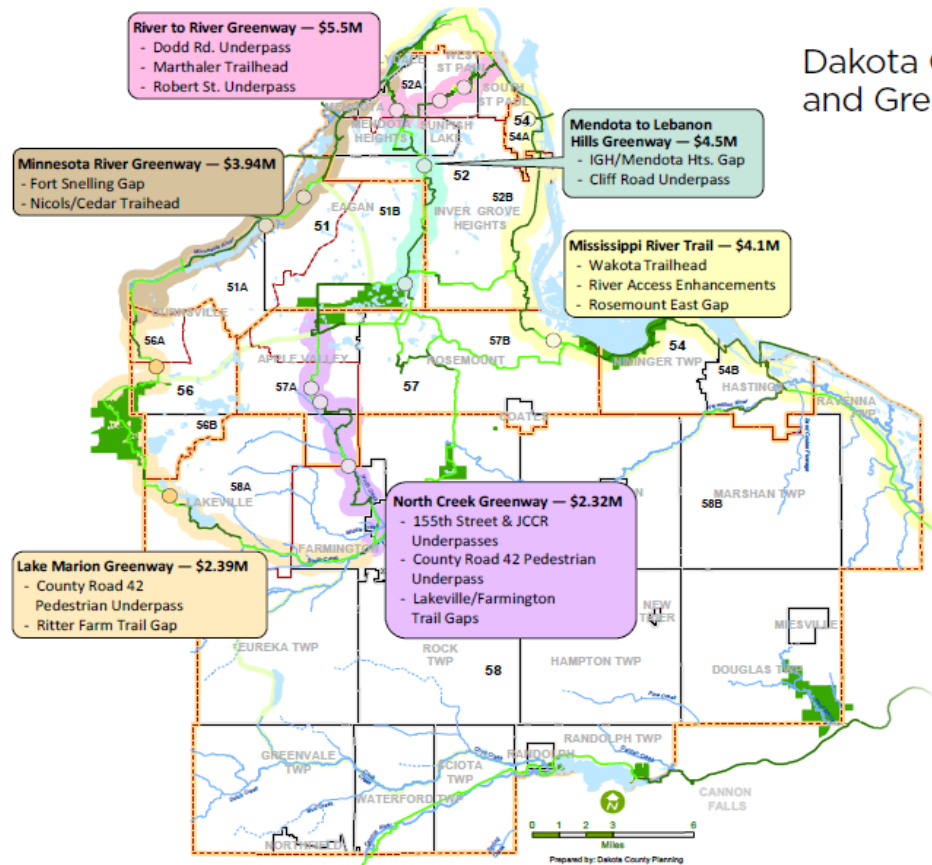 Dakota
and Gre
River to River Greenway — $5.5M
- Dodd Rd. Underpass
- Marthaler Trailhead
- Robert St. Underpass
Mendota to Lebanon
Hills Greenway — $4.5M
- IGH/Mendota Hts. Gap
- Cliff Road Underpass
Minnesota River Greenway — $3.94M
- Fort Snelling Gap
- Nicols/Cedar Traihead
Mississippi River Trail — $4.1M
- Wakota Trailhead
- River Access Enhancements
- Rosemount East Gap
North Creek Greenway — $2.32M
- 155th Street & JCCR
Underpasses
- County Road 42 Pedestrian
Underpass
- Lakeville/Farmington
Trail Gaps
Lake Marion Greenway — $2.39M
- County Road 42
Pedestrian Underpass
- Ritter Farm Trail Gap
WEST
ST PAUL
52A
SOUTH
ST PAUL
54
54A
MENDOTA
HEIGHTS
SUNFISH
LAKE
52
EAGAN
51
51B
52B
INVER GROVE
HEIGHTS
Minnesota River
51A
BURNSVILLE
56A
56
APPLE VALLEY
57A
57
57B
ROSEMOUNT
54
NININGER TWP
54B
HASTINGS
RAVENNA
TWP
COATES
56B
58A
LAKEVILLE
58B
MARSHAN TWP
FARMINGTON
EUREKA TWP
ROCK
TWP
58
HAMPTON TWP
NEW
TRIER
MIESVILLE
DOUGLAS TWP
GREENVALE
TWP
SCIOTA
TWP
WATERFORD TWP
RANDOLPH
RANDOLPH TWP
NORTHFIELD
CANNON
FALLS
0 1 2 3 6
Miles
Prepared by: Dakota County Planning